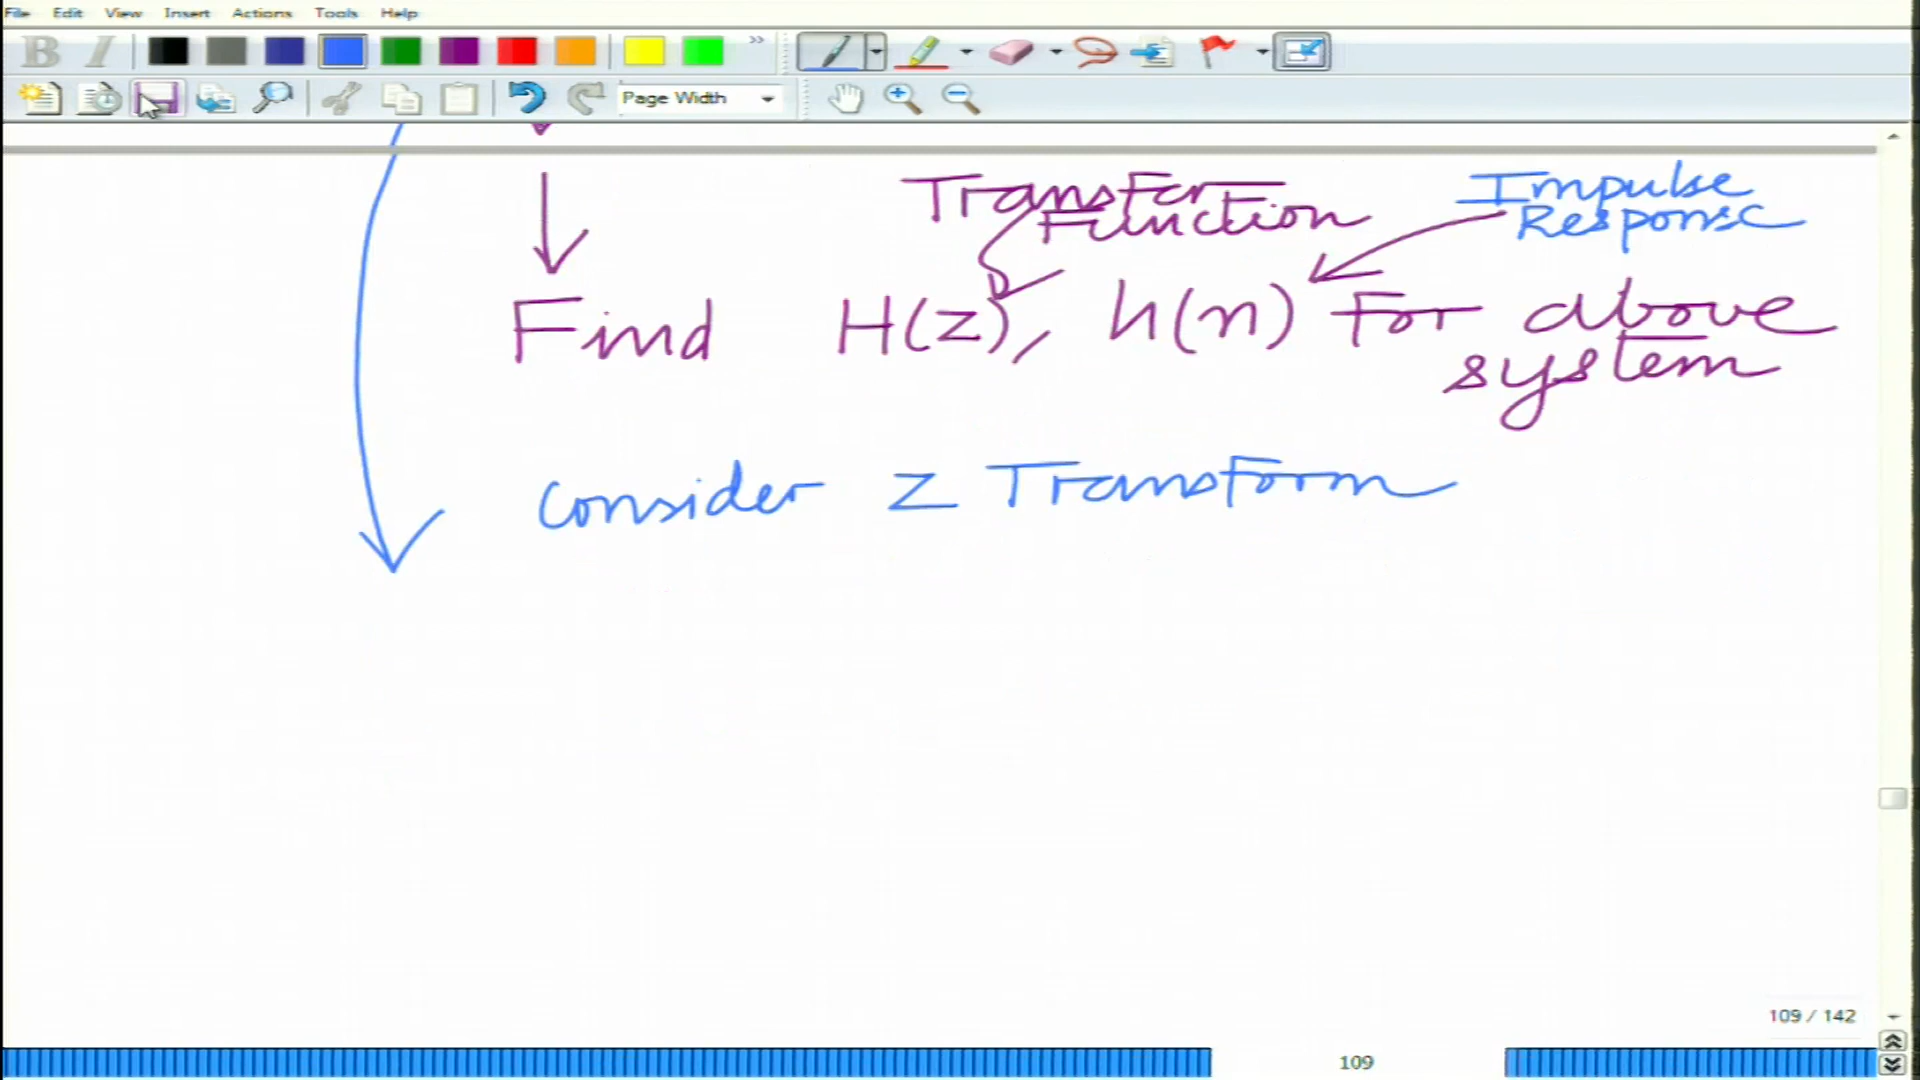 File Edit View Insert Actions Tools Help
B I
Page Width
Transfer Impulse
Function Response
Find H(z), h(n) for above
system
consider z Transform
109 / 142
109